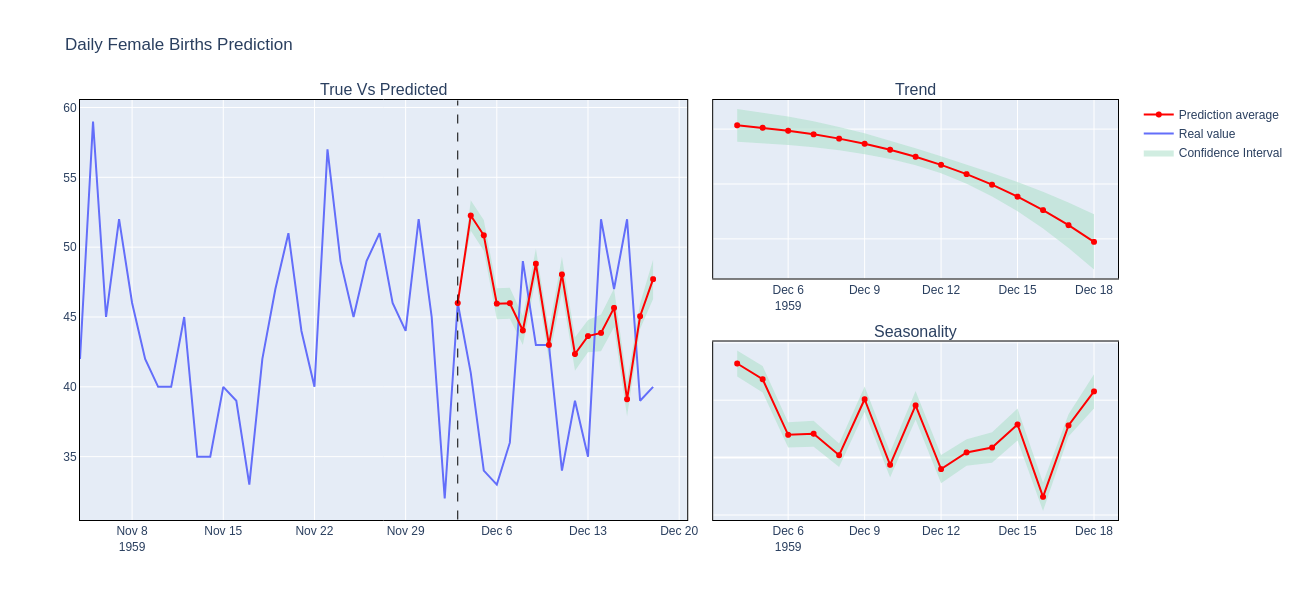 Daily Female Births Prediction
True Vs Predicted
60
55
50
45
40
35
Nov 8
1959
Nov 15
Nov 22
Nov 29
Dec 6
Dec 13
Dec 20
Trend
Dec 6
1959
Dec 9
Dec 12
Dec 15
Dec 18
Seasonality
Dec 6
1959
Dec 9
Dec 12
Dec 15
Dec 18
Prediction average
Real value
Confidence Interval